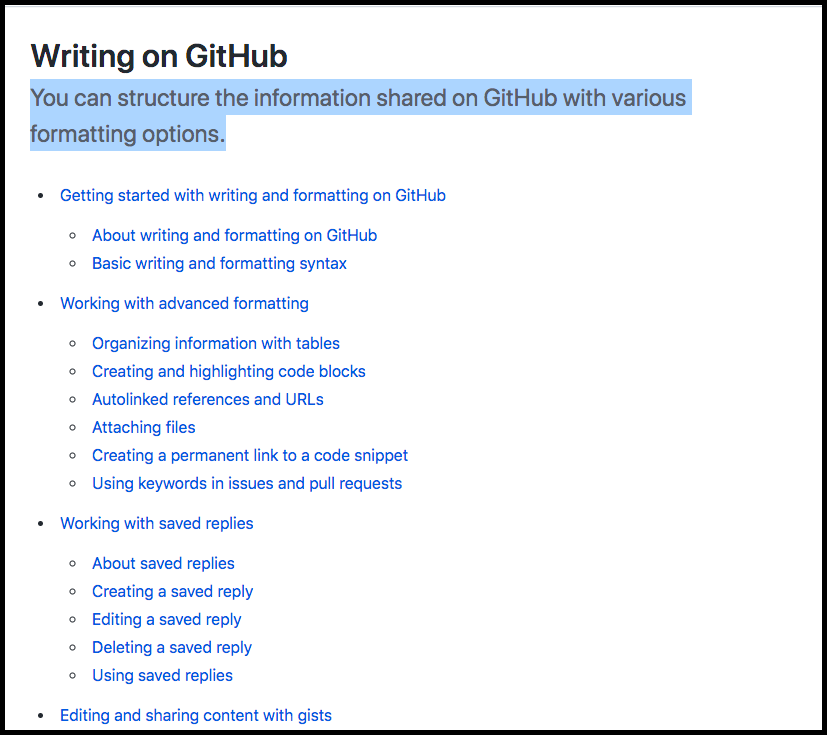 Writing on GitHub
You can structure the information shared on GitHub with various
formatting options.
Getting started with writing and formatting on GitHub
About writing and formatting on GitHub
Basic writing and formatting syntax
Working with advanced formatting
Organizing information with tables
Creating and highlighting code blocks
Autolinked references and URLs
Attaching files
Creating a permanent link to a code snippet
Using keywords in issues and pull requests
Working with saved replies
About saved replies
Creating a saved reply
Editing a saved reply
Deleting a saved reply
Using saved replies
Editing and sharing content with gists